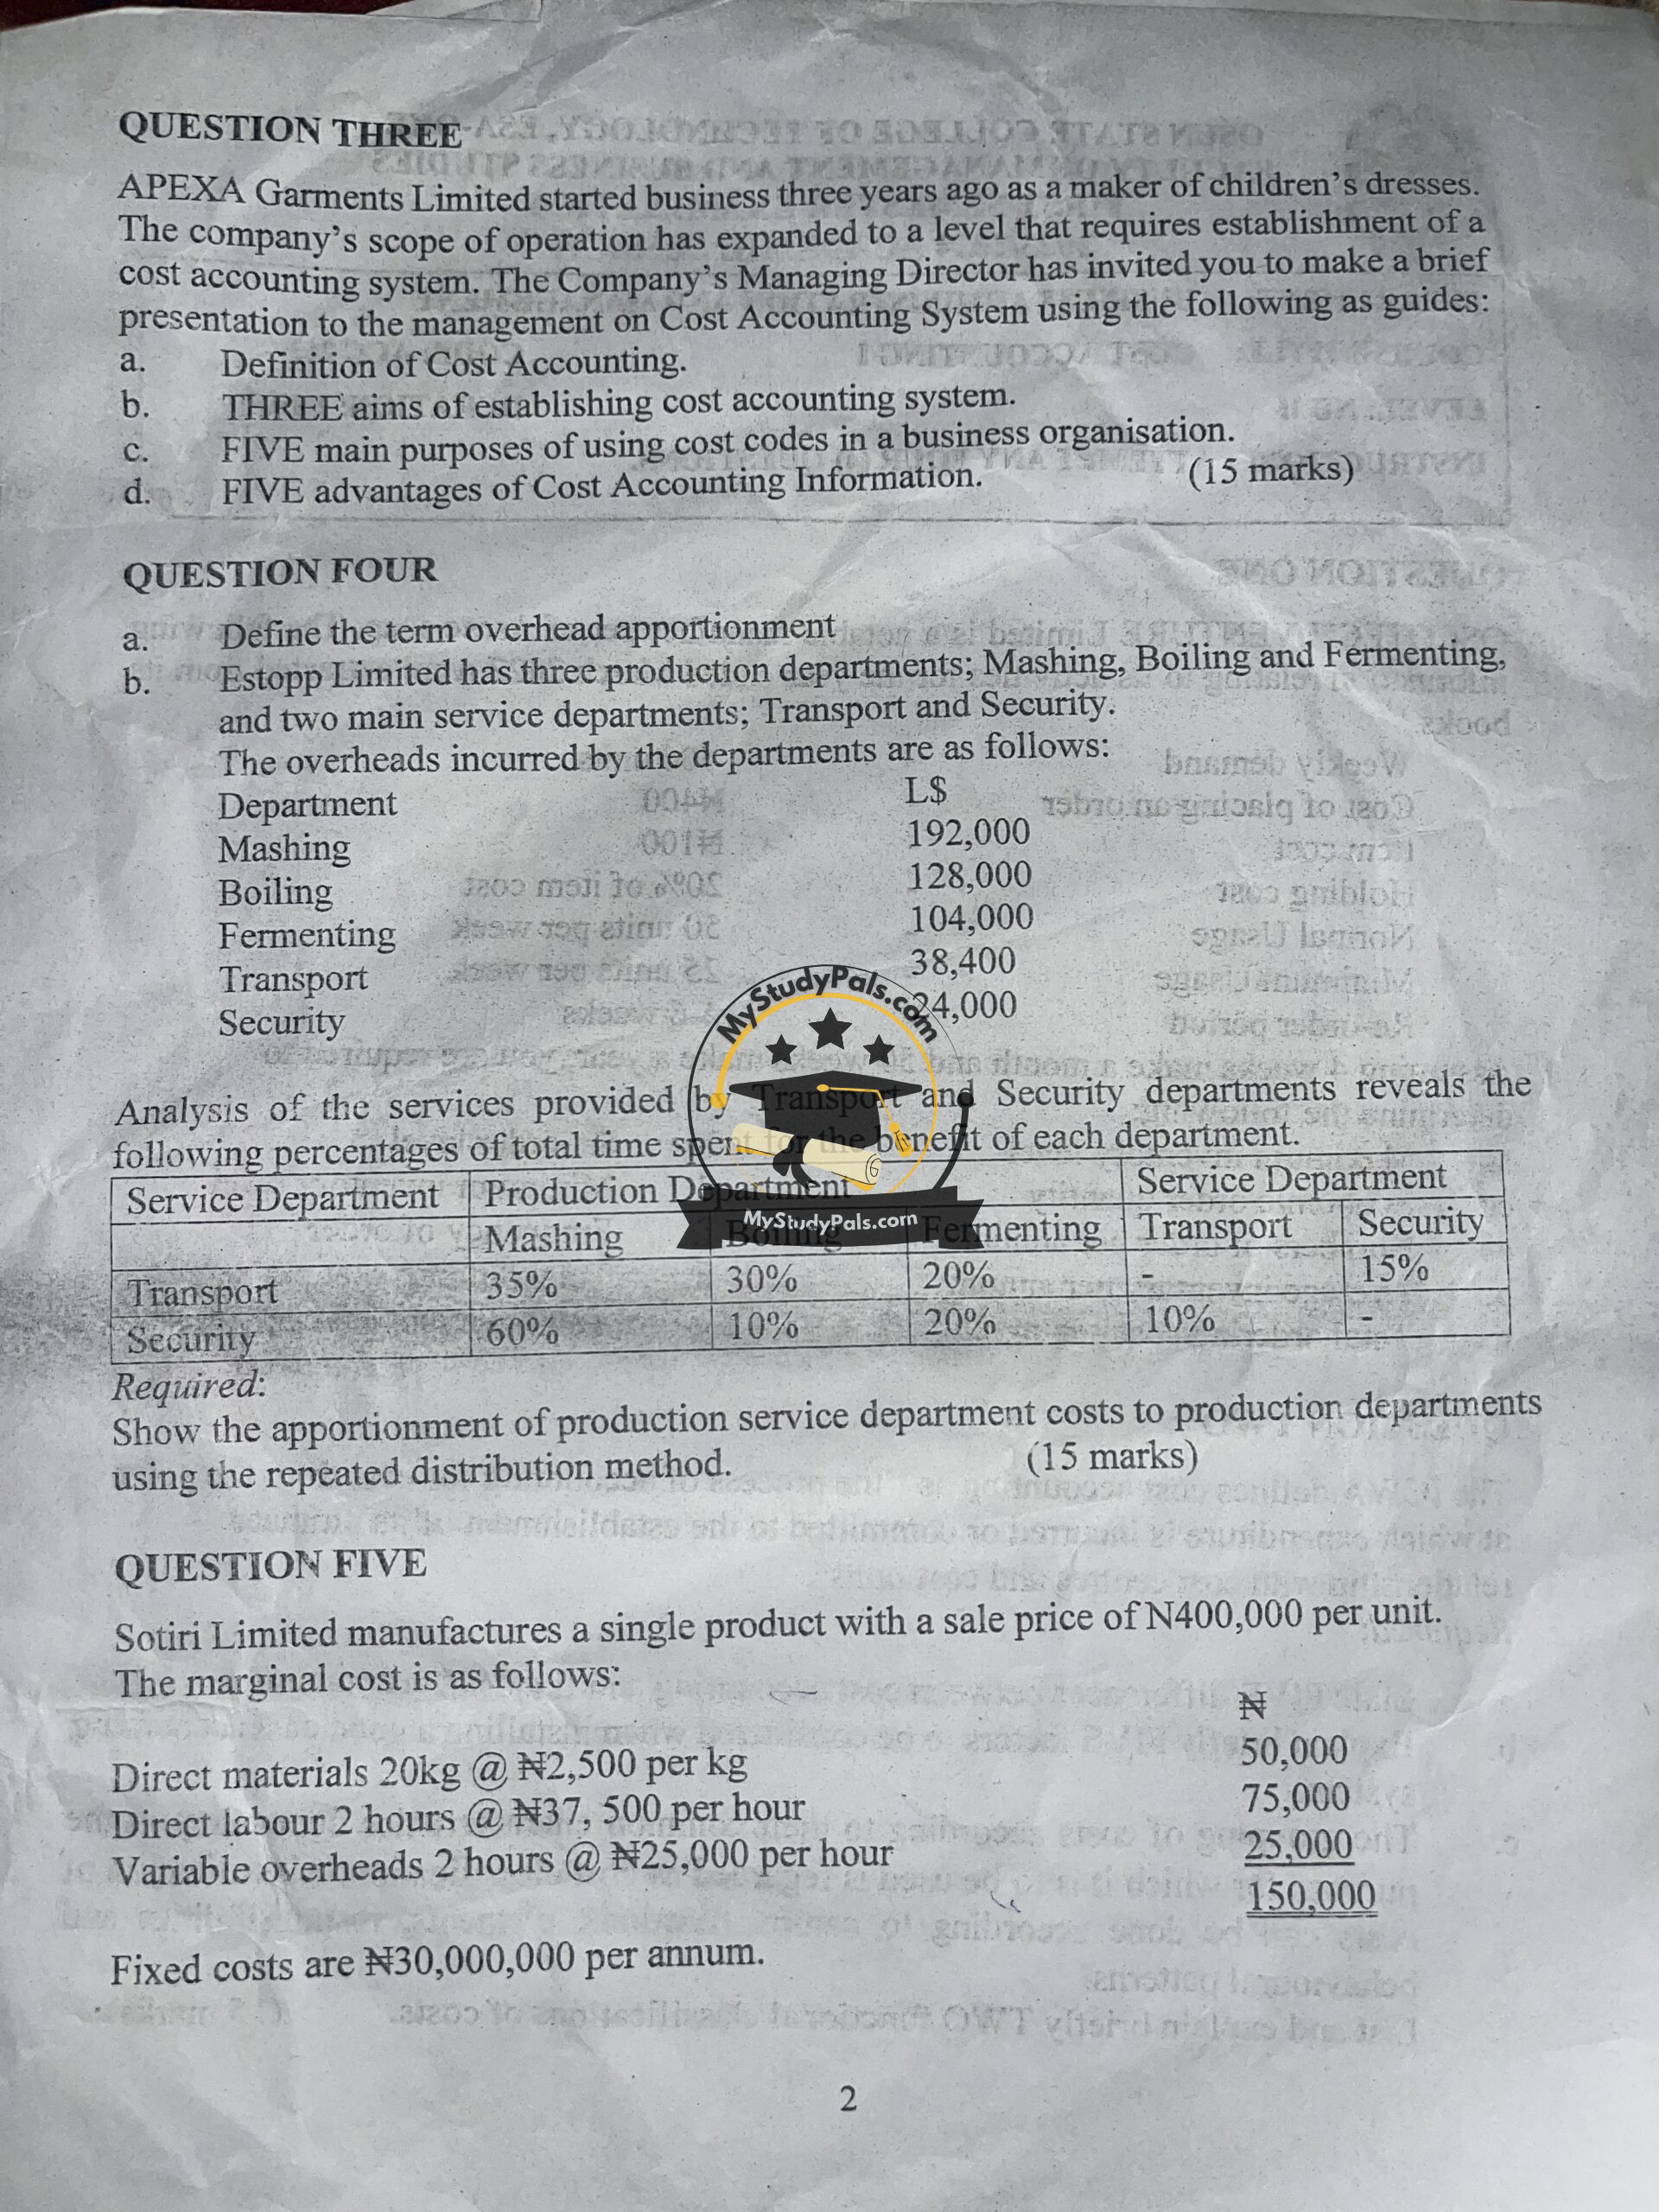 QUESTION THREE
APEXA Garments Limited started business three years ago as a maker of children's dresses.
The company's scope of operation has expanded to a level that requires establishment of a
cost accounting system. The Company's Managing Director has invited you to make a brief
presentation to the management on Cost Accounting System using the following as guides:
a. Definition of Cost Accounting.
b. THREE aims of establishing cost accounting system.
c. FIVE main purposes of using cost codes in a business organisation.
d. FIVE advantages of Cost Accounting Information. (15 marks)
QUESTION FOUR
a. Define the term overhead apportionment
b. Estopp Limited has three production departments; Mashing, Boiling and Fermenting,
and two main service departments; Transport and Security.
The overheads incurred by the departments are as follows:
Department L$
Mashing 192,000
Boiling 128,000
Fermenting 104,000
Transport 38,400
Security 24,000
MyStudyPals.com
Analysis of the services provided by Transport and Security departments reveals the
following percentages of total time spent for the benefit of each department.
Service Department Production Department Service Department
MyStudyPals.com
Mashing Boiling Fermenting Transport Security
Transport 35% 30% 20% - 15%
Security 60% 10% 20% 10% -
Required:
Show the apportionment of production service department costs to production departments
using the repeated distribution method. (15 marks)
QUESTION FIVE
Sotiri Limited manufactures a single product with a sale price of N400,000 per unit.
The marginal cost is as follows:
₦
Direct materials 20kg @ ₦2,500 per kg 50,000
Direct labour 2 hours @ ₦37, 500 per hour 75,000
Variable overheads 2 hours @ ₦25,000 per hour 25,000
150,000
Fixed costs are ₦30,000,000 per annum.
2